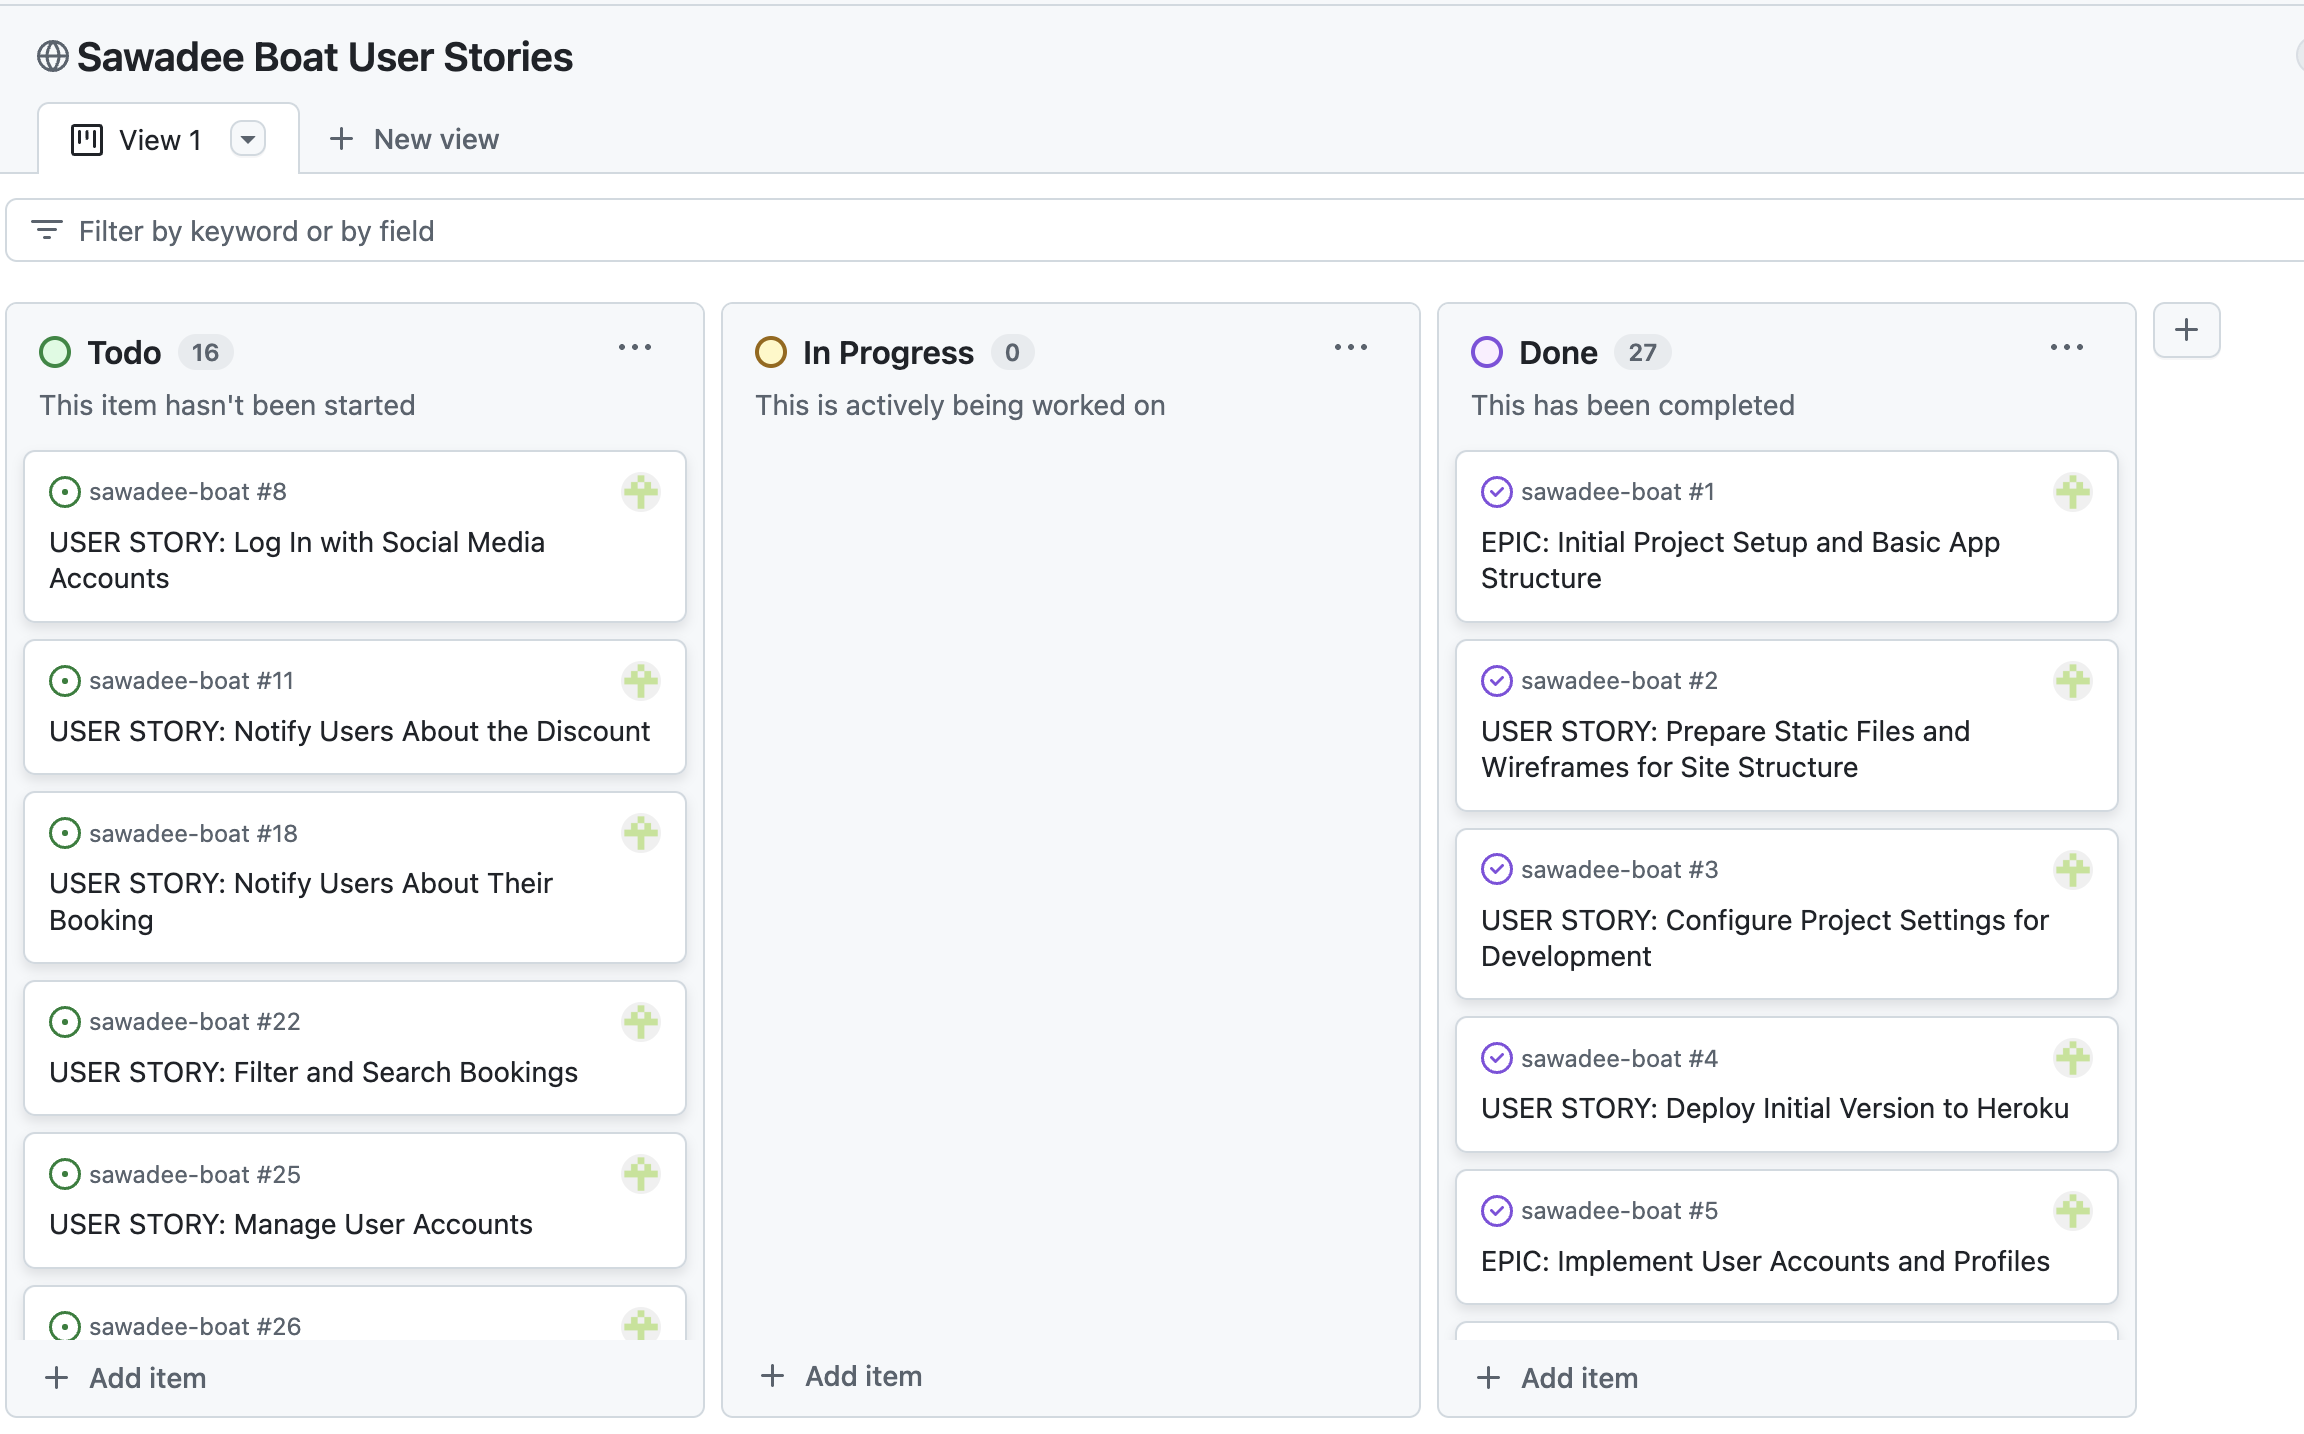 Sawadee Boat User Stories
View 1
New view
Filter by keyword or by field
Todo 16
This item hasn't been started
sawadee-boat #8
USER STORY: Log In with Social Media
Accounts
sawadee-boat #11
USER STORY: Notify Users About the Discount
sawadee-boat #18
USER STORY: Notify Users About Their
Booking
sawadee-boat #22
USER STORY: Filter and Search Bookings
sawadee-boat #25
USER STORY: Manage User Accounts
sawadee-boat #26
Add item
In Progress 0
This is actively being worked on
Add item
Done 27
This has been completed
sawadee-boat #1
EPIC: Initial Project Setup and Basic App
Structure
sawadee-boat #2
USER STORY: Prepare Static Files and
Wireframes for Site Structure
sawadee-boat #3
USER STORY: Configure Project Settings for
Development
sawadee-boat #4
USER STORY: Deploy Initial Version to Heroku
sawadee-boat #5
EPIC: Implement User Accounts and Profiles
Add item